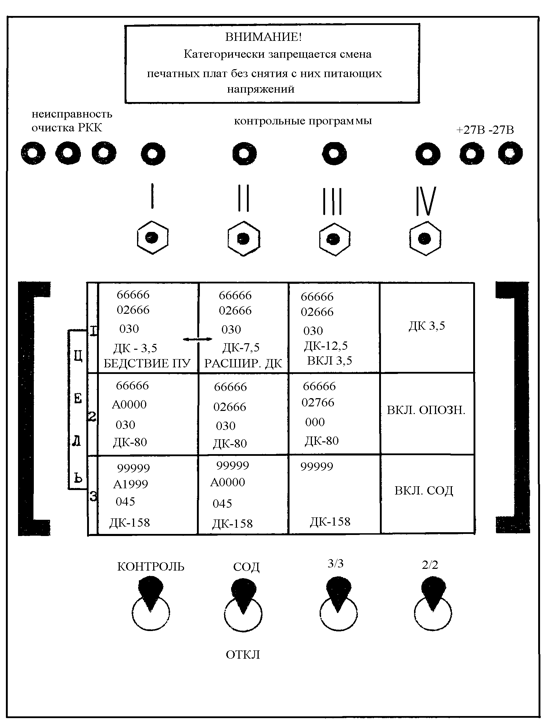 ВНИМАНИЕ!
Категорически запрещается смена
печатных плат без снятия с них питающих
напряжений
неисправность
очистка РКК
контрольные программы
+27В -27В
I II III IV
ЦЕЛЬ
1
66666
02666
030
ДК - 3,5
БЕДСТВИЕ ПУ
66666
02666
030
ДК-7,5
РАСШИР. ДК
66666
02666
030
ДК-12,5
ВКЛ 3,5
ДК 3,5
2
66666
А0000
030
ДК-80
66666
02666
030
ДК-80
66666
02766
000
ДК-80
ВКЛ. ОПОЗН.
3
99999
А1999
045
ДК-158
99999
А0000
045
ДК-158
99999
ДК-158
ВКЛ. СОД
КОНТРОЛЬ СОД 3/3 2/2
ОТКЛ